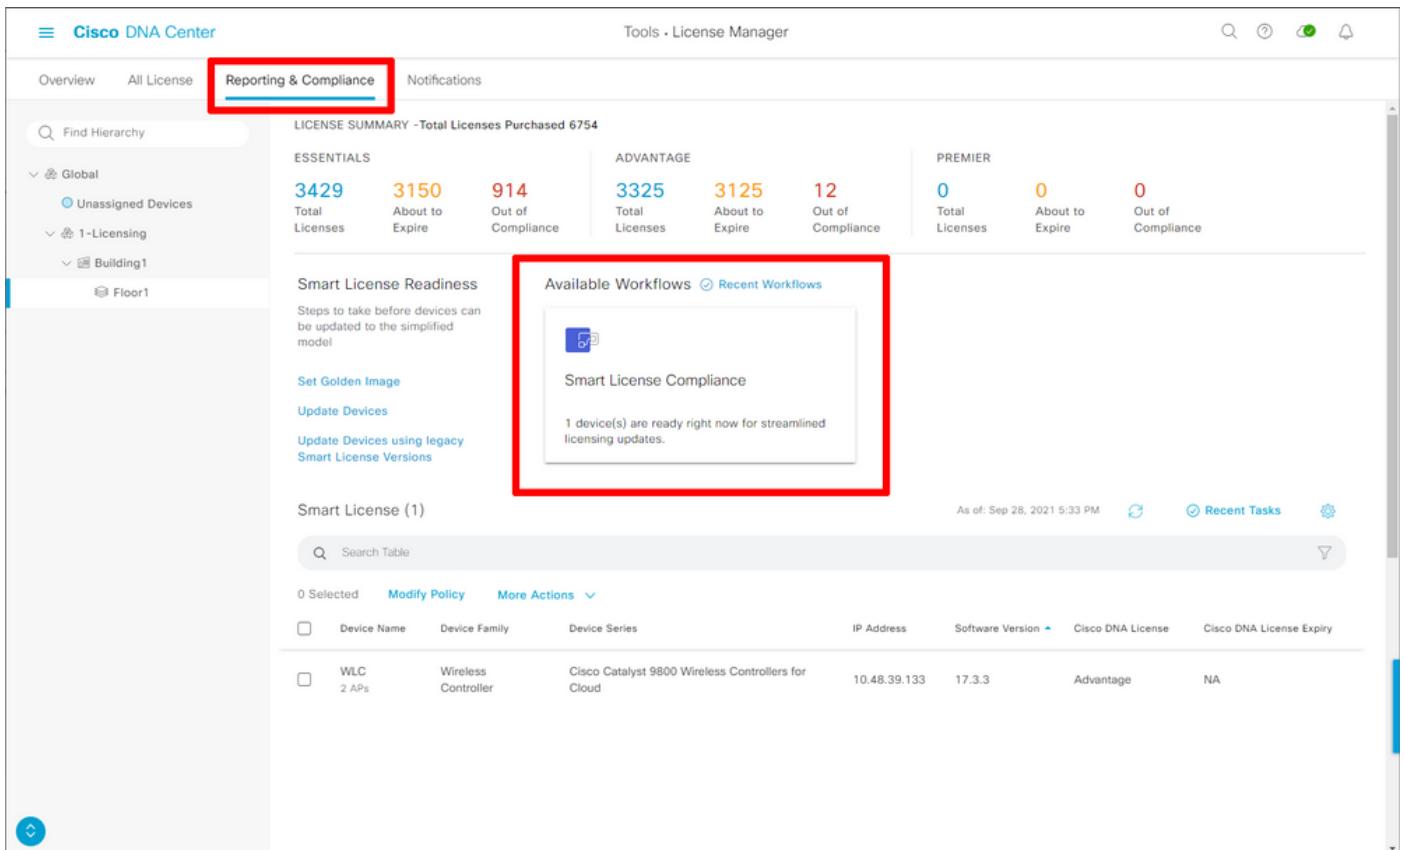 Cisco DNA Center
Tools • License Manager
Overview
All License
Reporting & Compliance
Notifications
Find Hierarchy
Global
Unassigned Devices
1-Licensing
Building1
Floor1
LICENSE SUMMARY -Total Licenses Purchased 6754
ESSENTIALS
3429
Total
Licenses
3150
About to
Expire
914
Out of
Compliance
ADVANTAGE
3325
Total
Licenses
3125
About to
Expire
12
Out of
Compliance
PREMIER
0
Total
Licenses
0
About to
Expire
0
Out of
Compliance
Smart License Readiness
Steps to take before devices can
be updated to the simplified
model
Set Golden Image
Update Devices
Update Devices using legacy
Smart License Versions
Available Workflows
Recent Workflows
Smart License Compliance
1 device(s) are ready right now for streamlined
licensing updates.
Smart License (1)
As of: Sep 28, 2021 5:33 PM
Recent Tasks
Search Table
0 Selected
Modify Policy
More Actions
Device Name
Device Family
Device Series
IP Address
Software Version
Cisco DNA License
Cisco DNA License Expiry
WLC
2 APs
Wireless
Controller
Cisco Catalyst 9800 Wireless Controllers for
Cloud
10.48.39.133
17.3.3
Advantage
NA